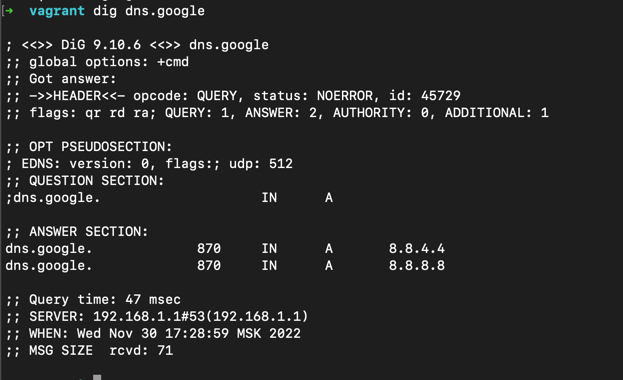 → vagrant dig dns.google
; <<>> DiG 9.10.6 <<>> dns.google
;; global options: +cmd
;; Got answer:
;; ->>HEADER<<- opcode: QUERY, status: NOERROR, id: 45729
;; flags: qr rd ra; QUERY: 1, ANSWER: 2, AUTHORITY: 0, ADDITIONAL: 1
;; OPT PSEUDOSECTION:
; EDNS: version: 0, flags:; udp: 512
;; QUESTION SECTION:
;dns.google. IN A
;; ANSWER SECTION:
dns.google. 870 IN A 8.8.4.4
dns.google. 870 IN A 8.8.8.8
;; Query time: 47 msec
;; SERVER: 192.168.1.1#53(192.168.1.1)
;; WHEN: Wed Nov 30 17:28:59 MSK 2022
;; MSG SIZE rcvd: 71